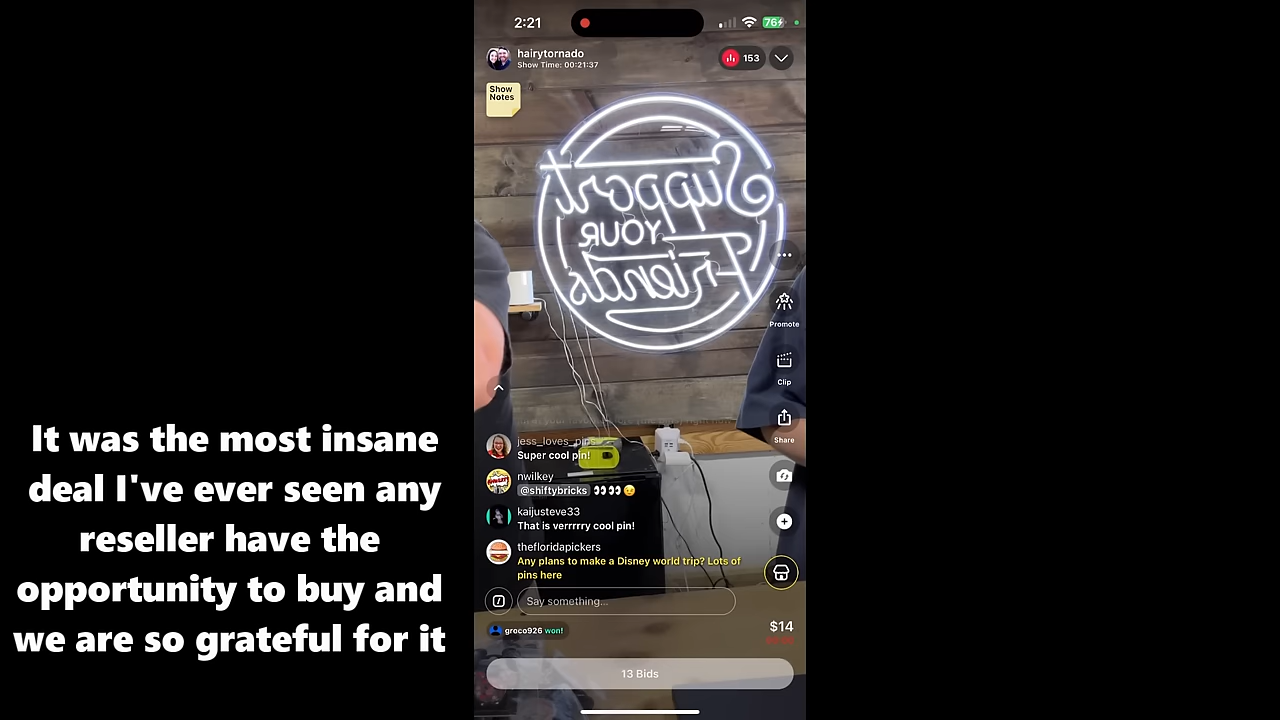 2:21
76
hairytornado
Show Time: 00:21:37
153
Show
Notes
Support
YOUR
Friends
Promote
Clip
Share
jess_loves_pins
Super cool pin!
nwilkey
@shiftybricks 👀👀😉
kaijusteve33
That is verrrrry cool pin!
thefloridapickers
Any plans to make a Disney world trip? Lots of
pins here
Say something...
groco926 won!
$14
13 Bids
It was the most insane
deal I've ever seen any
reseller have the
opportunity to buy and
we are so grateful for it